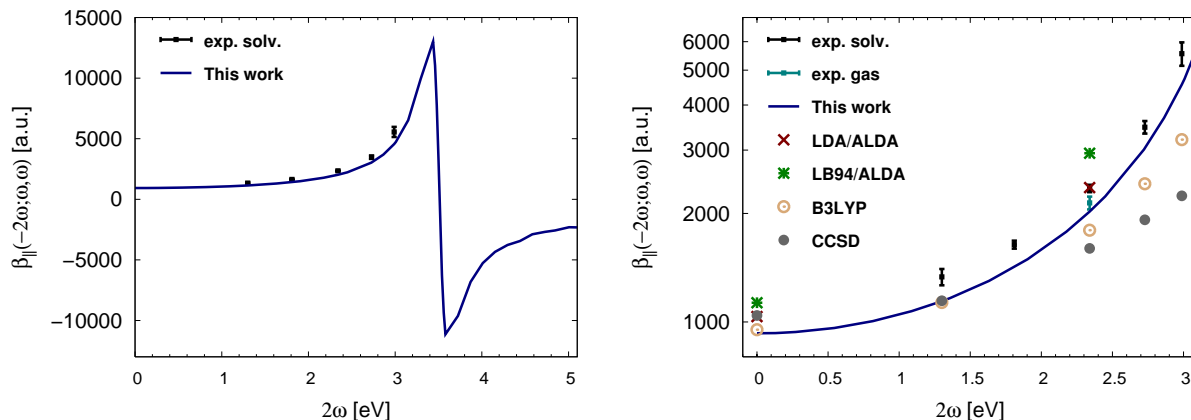 15000
10000
5000
0
−5000
−10000
β||(−2ω;ω,ω) [a.u.]
exp. solv.
This work
0 1 2 3 4 5
2ω [eV]
6000
5000
4000
3000
2000
1000
β||(−2ω;ω,ω) [a.u.]
exp. solv.
exp. gas
This work
LDA/ALDA
LB94/ALDA
B3LYP
CCSD
0 0.5 1 1.5 2 2.5 3
2ω [eV]